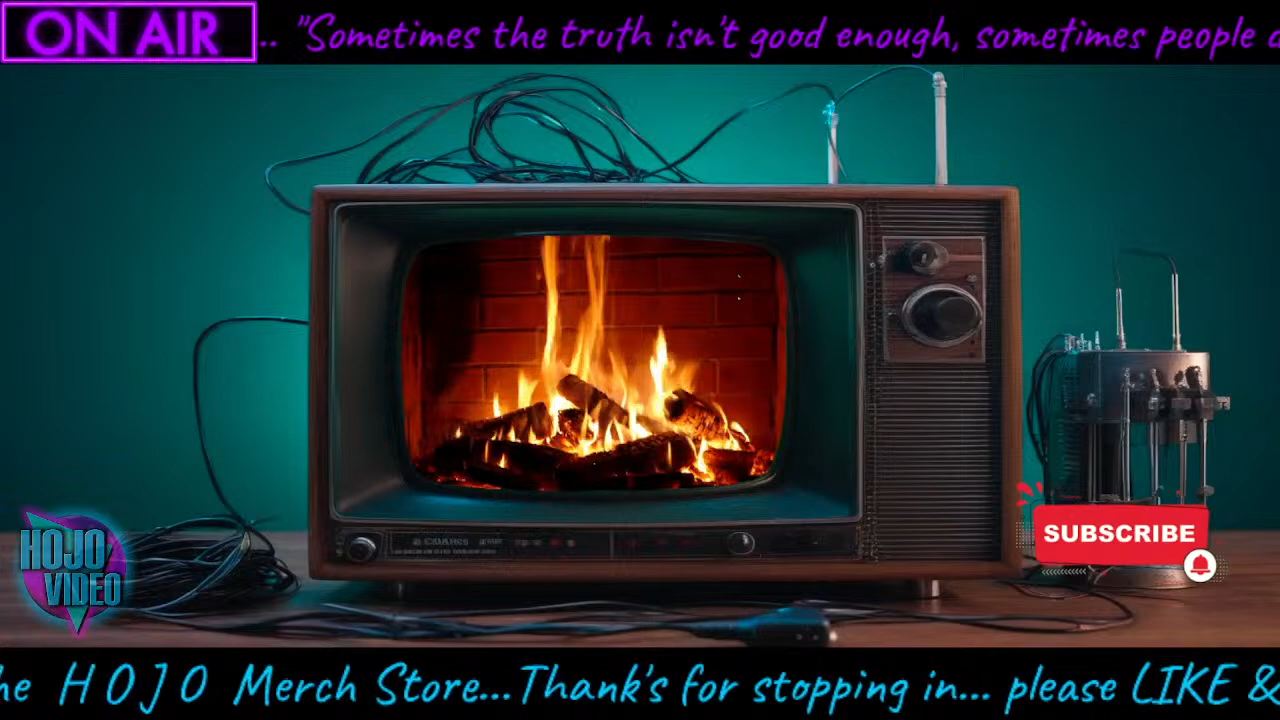 ON AIR
.. "Sometimes the truth isn't good enough, sometimes people
HOJO
VIDEO
SUBSCRIBE
he H O J O Merch Store...Thank's for stopping in... please LIKE &